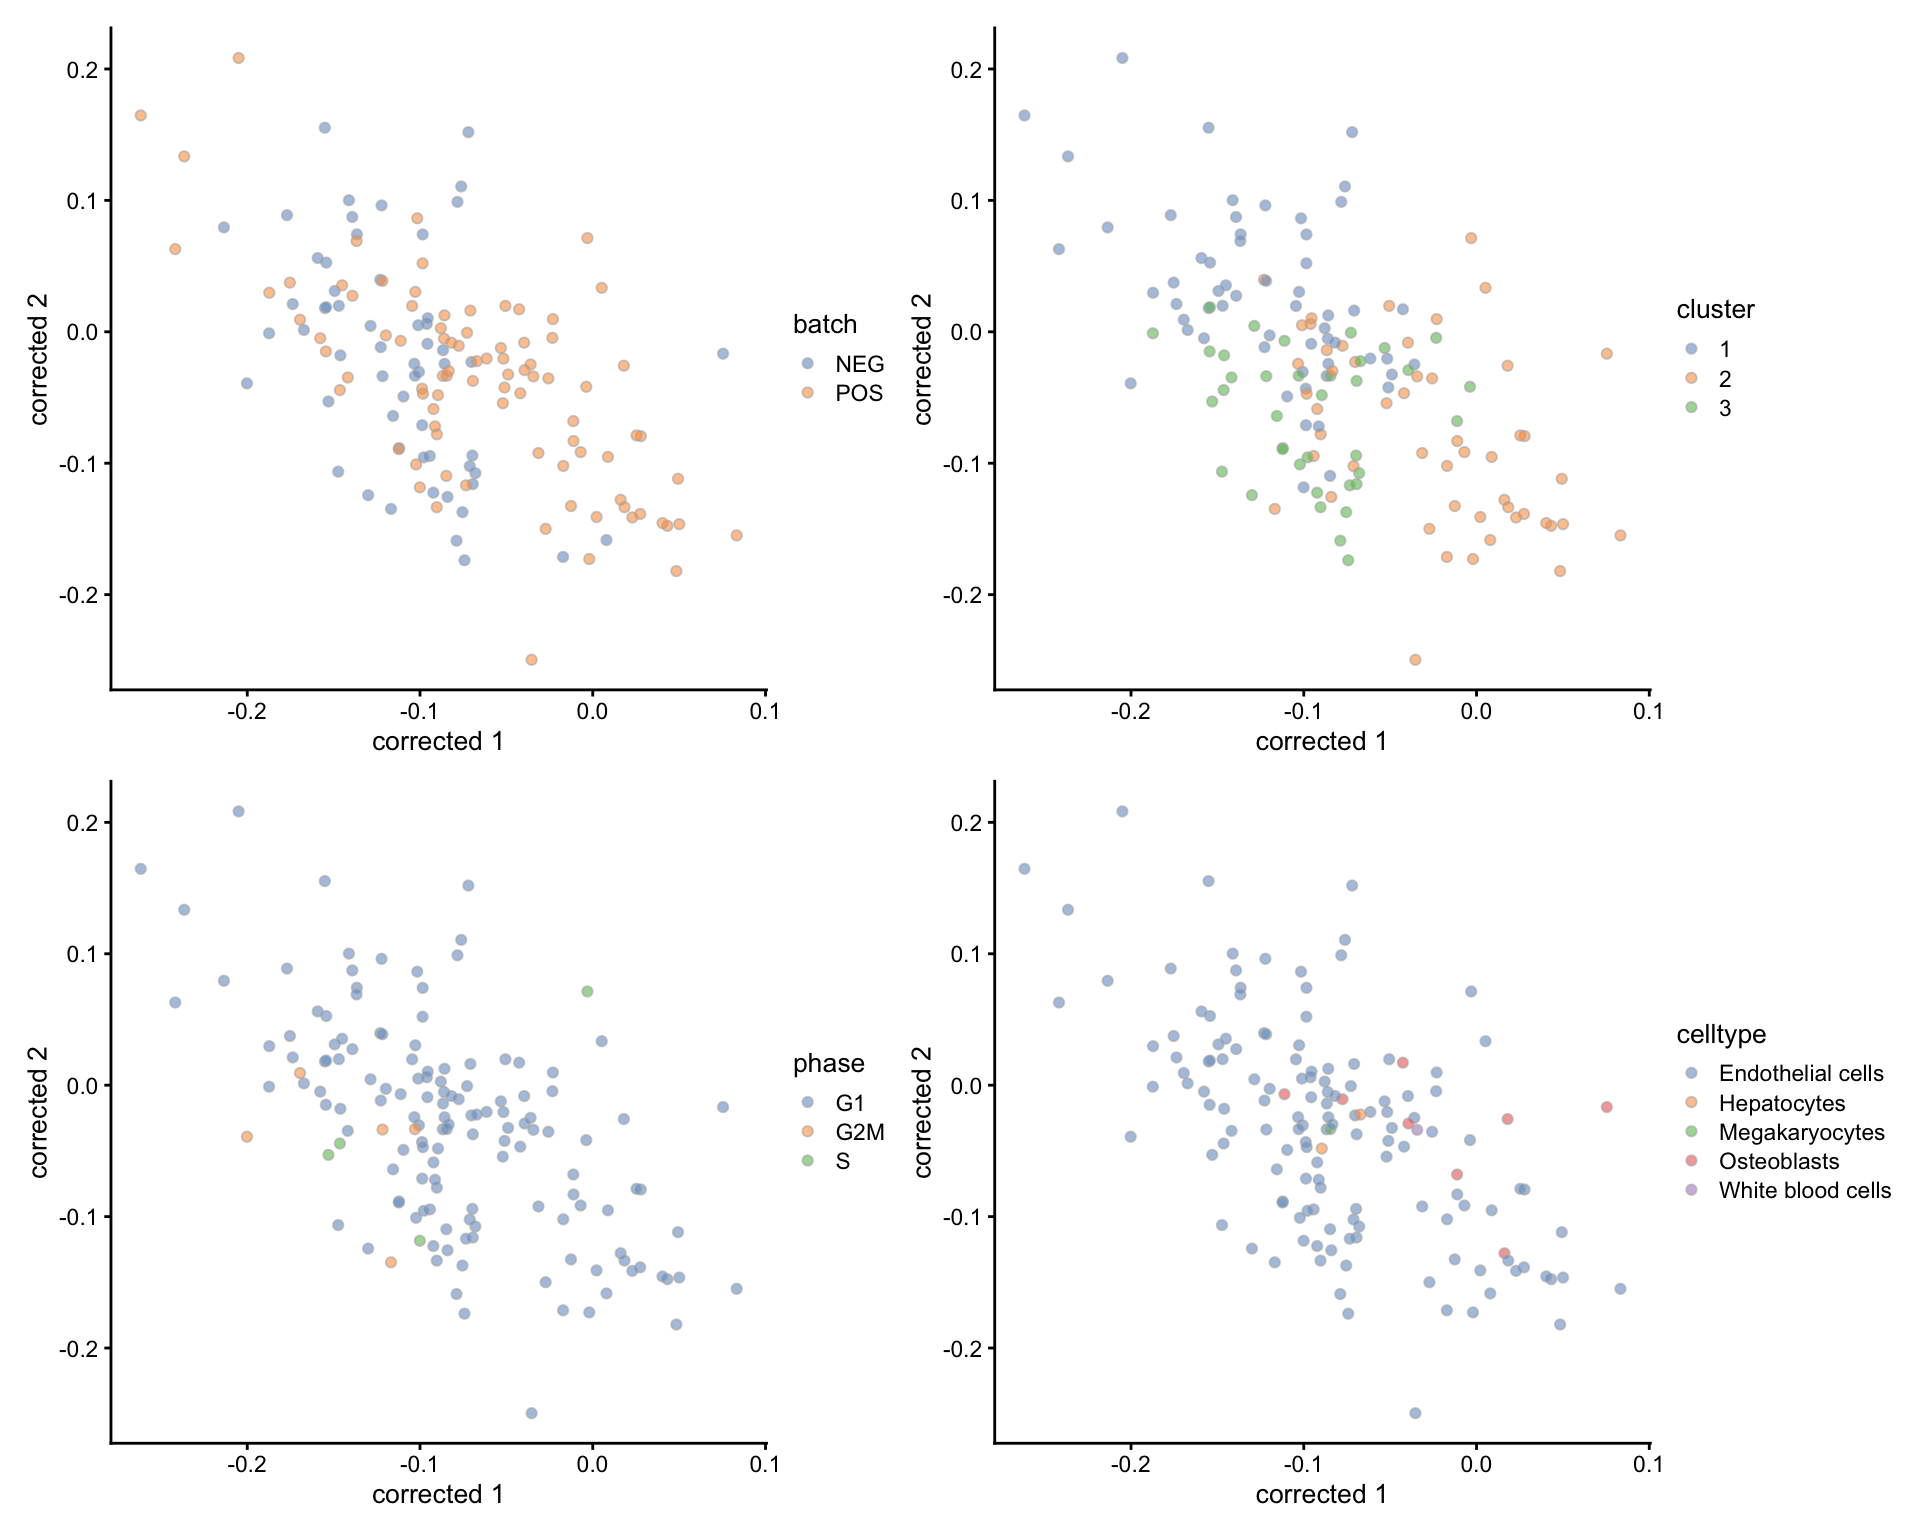 0.2
0.1
0.0
-0.1
-0.2
corrected 2
-0.2
-0.1
0.0
0.1
corrected 1
batch
NEG
POS
0.2
0.1
0.0
-0.1
-0.2
corrected 2
-0.2
-0.1
0.0
0.1
corrected 1
cluster
1
2
3
0.2
0.1
0.0
-0.1
-0.2
corrected 2
-0.2
-0.1
0.0
0.1
corrected 1
phase
G1
G2M
S
0.2
0.1
0.0
-0.1
-0.2
corrected 2
-0.2
-0.1
0.0
0.1
corrected 1
celltype
Endothelial cells
Hepatocytes
Megakaryocytes
Osteoblasts
White blood cells